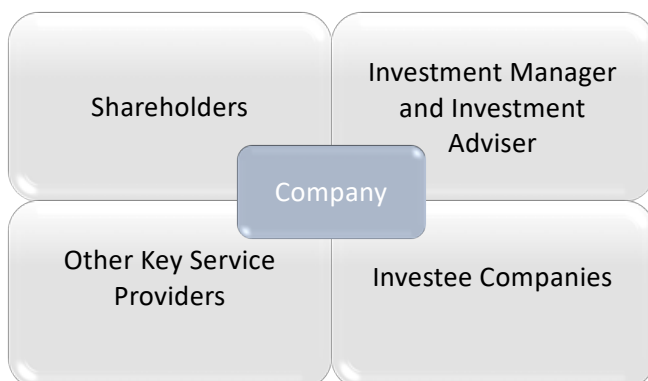 Shareholders
Investment Manager
and Investment
Adviser
Company
Other Key Service
Providers
Investee Companies